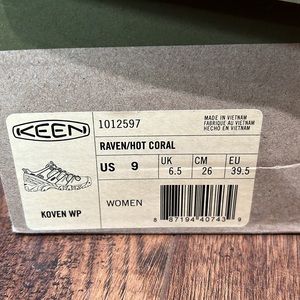 KEEN
1012597
MADE IN VIETNAM
FABRIQUÉ AU VIETNAM
HECHO EN VIETNAM
RAVEN/HOT CORAL
US 9
UK 6.5
CM 26
EU 39.5
KOVEN WP
WOMEN
8 87194 40743 9